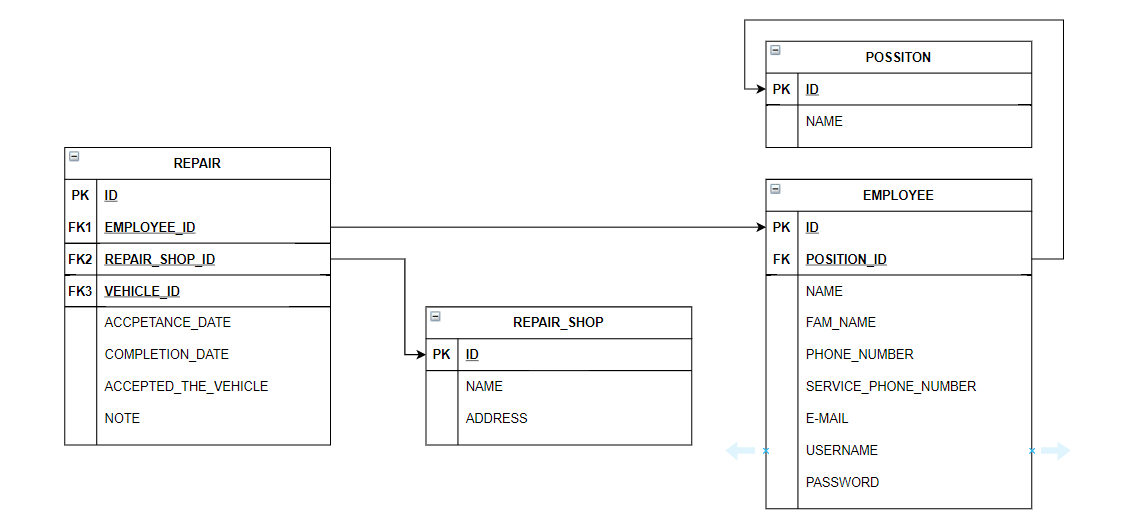 POSSITON
PK ID
NAME
REPAIR
PK ID
FK1 EMPLOYEE_ID
FK2 REPAIR_SHOP_ID
FK3 VEHICLE_ID
ACCPETANCE_DATE
COMPLETION_DATE
ACCEPTED_THE_VEHICLE
NOTE
EMPLOYEE
PK ID
FK POSITION_ID
NAME
FAM_NAME
PHONE_NUMBER
SERVICE_PHONE_NUMBER
E-MAIL
USERNAME
PASSWORD
REPAIR_SHOP
PK ID
NAME
ADDRESS